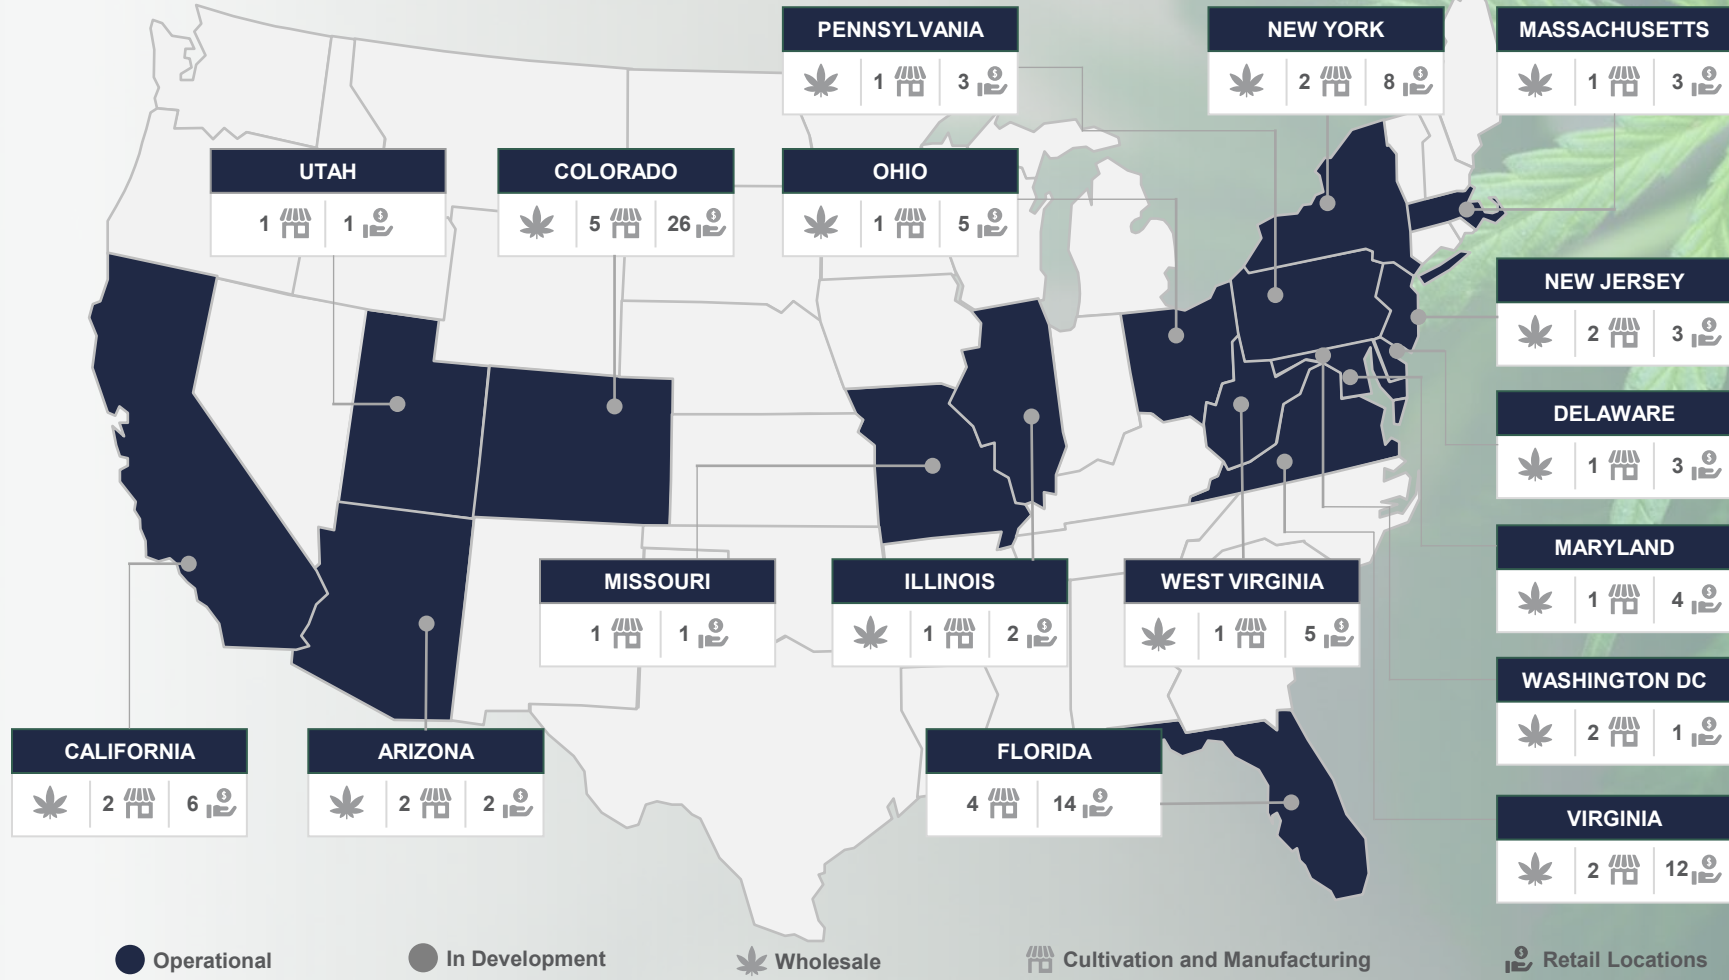 PENNSYLVANIA
1 3
NEW YORK
2 8
MASSACHUSETTS
1 3
UTAH
1 1
COLORADO
5 26
OHIO
1 5
NEW JERSEY
2 3
DELAWARE
1 3
MARYLAND
1 4
MISSOURI
1 1
ILLINOIS
1 2
WEST VIRGINIA
1 5
WASHINGTON DC
2 1
CALIFORNIA
2 6
ARIZONA
2 2
FLORIDA
4 14
VIRGINIA
2 12
Operational
In Development
Wholesale
Cultivation and Manufacturing
Retail Locations